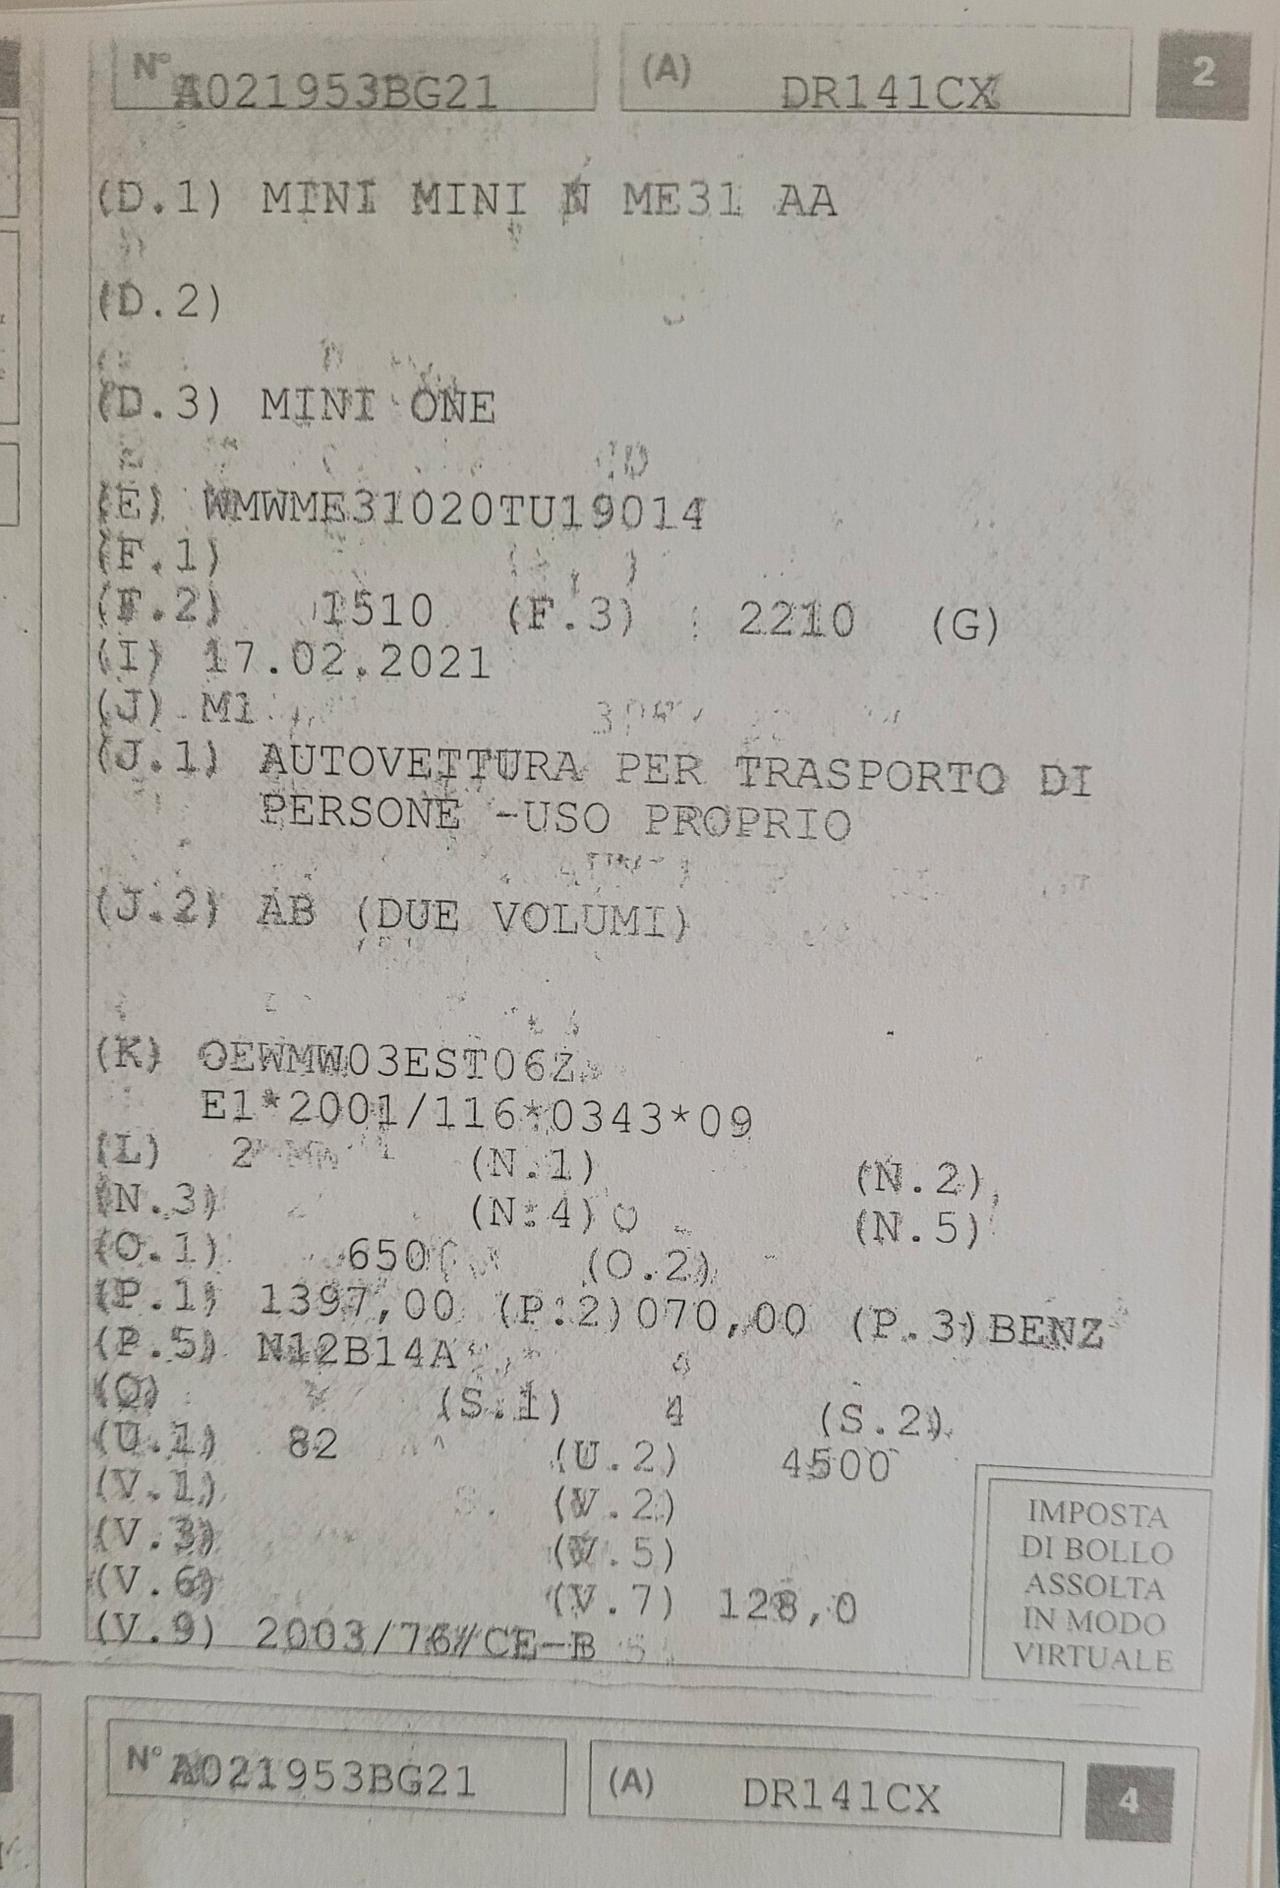 N° A021953BG21 (A) DR141CX 2
(D.1) MINI MINI N ME31 AA
(D.2)
(D.3) MINI ONE
(E) WMWME31020TU19014
(F.1)
(F.2) 1510 (F.3) 2210 (G)
(I) 17.02.2021
(J) M1
(J.1) AUTOVETTURA PER TRASPORTO DI
PERSONE -USO PROPRIO
(J.2) AB (DUE VOLUMI)
(K) OEWMW03EST06Z
E1*2001/116*0343*09
(L) 2 (N.1) (N.2)
(N.3) (N.4) (N.5)
(O.1) 650 (O.2)
(P.1) 1397,00 (P.2)070,00 (P.3)BENZ
(P.5) N12B14A
(Q) (S.1) 4 (S.2)
(U.1) 82 (U.2) 4500
(V.1) (V.2)
(V.3) (V.5)
(V.6) (V.7) 128,0
(V.9) 2003/76/CE-B
IMPOSTA
DI BOLLO
ASSOLTA
IN MODO
VIRTUALE
N° A021953BG21 (A) DR141CX 4